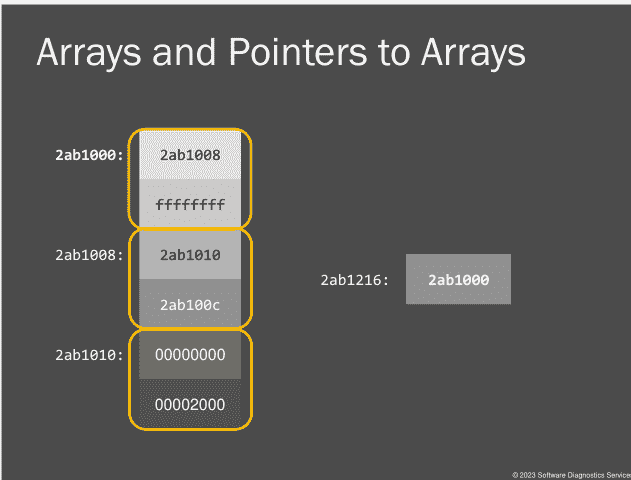 Arrays and Pointers to Arrays
2ab1000: 2ab1008
ffffffff
2ab1008: 2ab1010
2ab1216: 2ab1000
2ab100c
2ab1010: 00000000
00002000
© 2023 Software Diagnostics Services